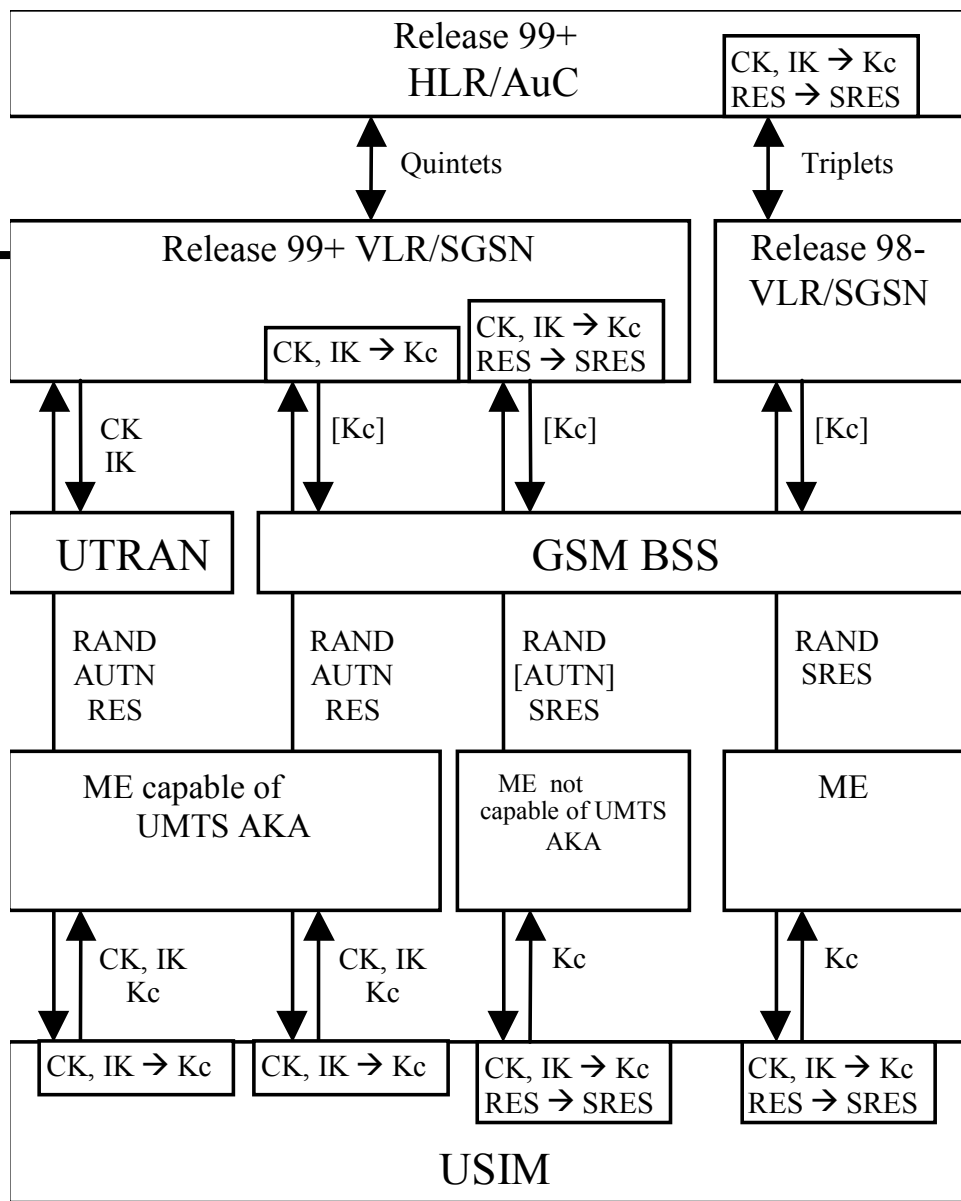 Release 99+
HLR/AuC
CK, IK → Kc
RES → SRES
Quintets
Triplets
Release 99+ VLR/SGSN
CK, IK → Kc
CK, IK → Kc
RES → SRES
Release 98-
VLR/SGSN
CK
IK
[Kc]
[Kc]
[Kc]
UTRAN
GSM BSS
RAND
AUTN
RES
RAND
AUTN
RES
RAND
[AUTN]
SRES
RAND
SRES
ME capable of
UMTS AKA
ME not
capable of UMTS
AKA
ME
CK, IK
Kc
CK, IK
Kc
Kc
Kc
CK, IK → Kc
CK, IK → Kc
CK, IK → Kc
RES → SRES
CK, IK → Kc
RES → SRES
USIM